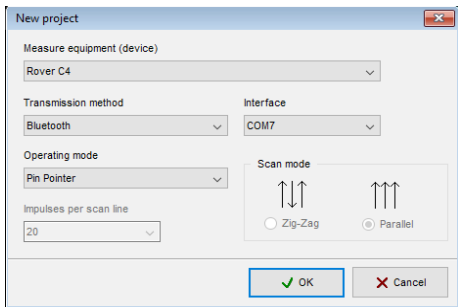 New project
Measure equipment (device)
Rover C4
Transmission method
Interface
Bluetooth
COM7
Operating mode
Pin Pointer
Scan mode
Impulses per scan line
20
Zig-Zag
Parallel
OK
Cancel